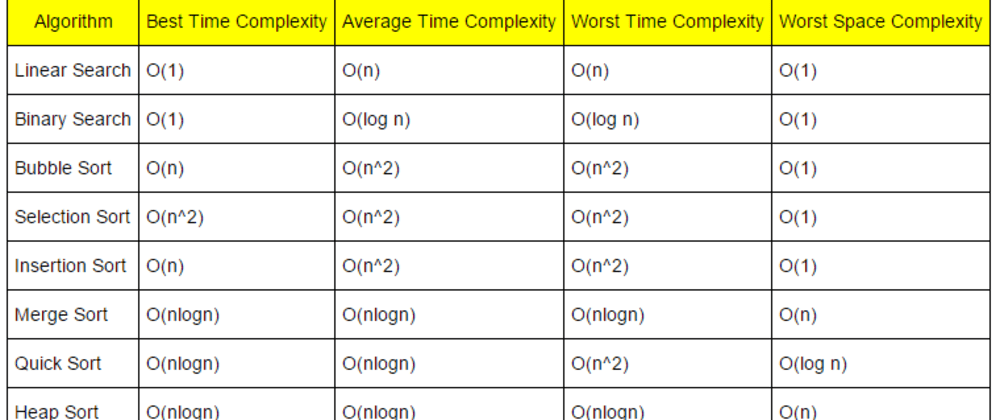 Algorithm Best Time Complexity Average Time Complexity Worst Time Complexity Worst Space Complexity
Linear Search O(1) O(n) O(n) O(1)
Binary Search O(1) O(log n) O(log n) O(1)
Bubble Sort O(n) O(n^2) O(n^2) O(1)
Selection Sort O(n^2) O(n^2) O(n^2) O(1)
Insertion Sort O(n) O(n^2) O(n^2) O(1)
Merge Sort O(nlogn) O(nlogn) O(nlogn) O(n)
Quick Sort O(nlogn) O(nlogn) O(n^2) O(log n)
Heap Sort O(nlogn) O(nlogn) O(nlogn) O(n)